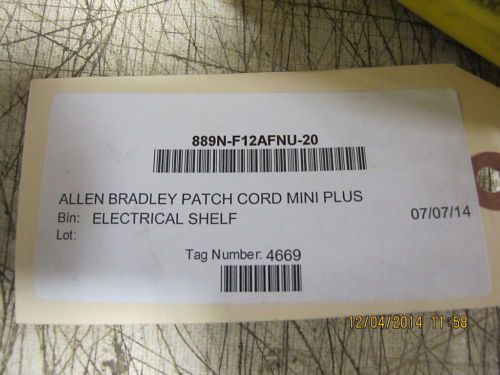 889N-F12AFNU-20
ALLEN BRADLEY PATCH CORD MINI PLUS
Bin: ELECTRICAL SHELF 07/07/14
Lot:
Tag Number: 4669
12/04/2014 11:58